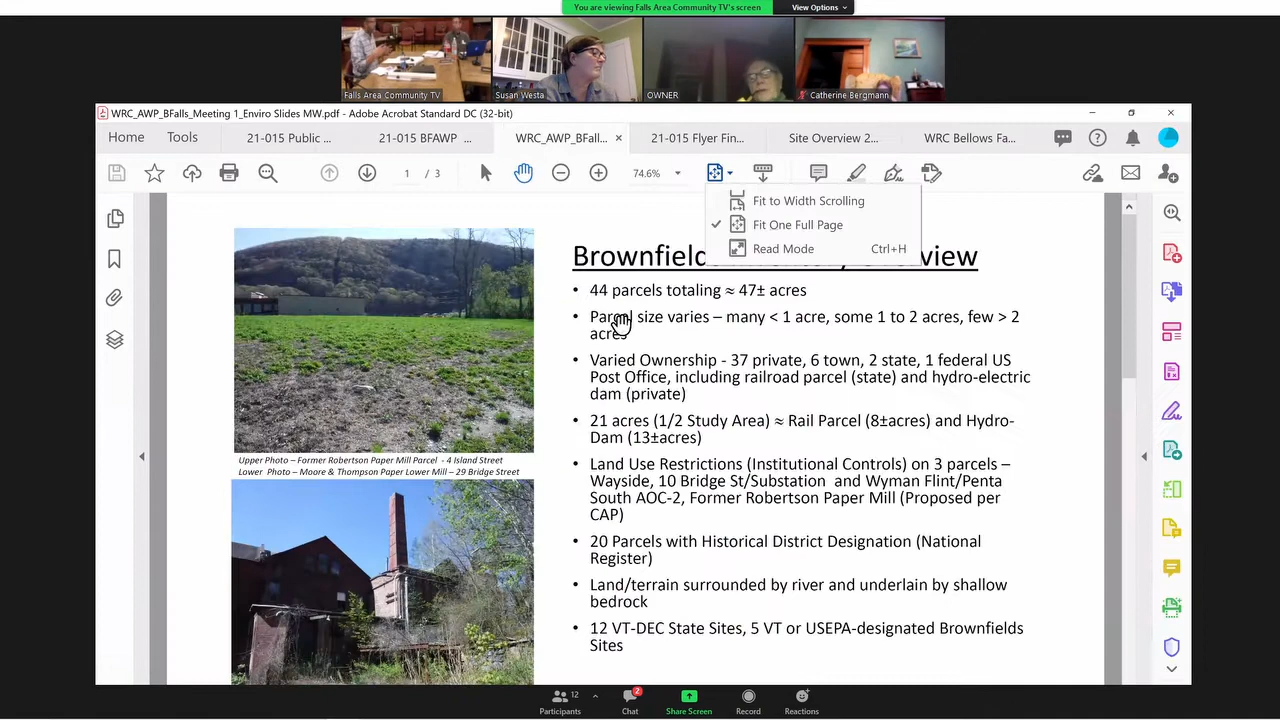 You are viewing Falls Area Community TV's screen
View Options
Falls Area Community TV
Susan Westa
OWNER
Catherine Bergmann
WRC_AWP_BFalls_Meeting 1_Enviro Slides MW.pdf - Adobe Acrobat Standard DC (32-bit)
Home
Tools
21-015 Public ...
21-015 BFAWP ...
WRC_AWP_BFall...
21-015 Flyer Fin...
Site Overview 2...
WRC Bellows Fa...
1 / 3
74.6%
Fit to Width Scrolling
Fit One Full Page
Read Mode Ctrl+H
• 44 parcels totaling ≈ 47± acres
• Parcel size varies – many < 1 acre, some 1 to 2 acres, few > 2
acres
• Varied Ownership - 37 private, 6 town, 2 state, 1 federal US
Post Office, including railroad parcel (state) and hydro-electric
dam (private)
• 21 acres (1/2 Study Area) ≈ Rail Parcel (8±acres) and Hydro-
Dam (13±acres)
• Land Use Restrictions (Institutional Controls) on 3 parcels –
Wayside, 10 Bridge St/Substation and Wyman Flint/Penta
South AOC-2, Former Robertson Paper Mill (Proposed per
CAP)
• 20 Parcels with Historical District Designation (National
Register)
• Land/terrain surrounded by river and underlain by shallow
bedrock
• 12 VT-DEC State Sites, 5 VT or USEPA-designated Brownfields
Sites
Upper Photo – Former Robertson Paper Mill Parcel - 4 Island Street
Lower Photo – Moore & Thompson Paper Lower Mill – 29 Bridge Street
12
2
Participants
Chat
Share Screen
Record
Reactions